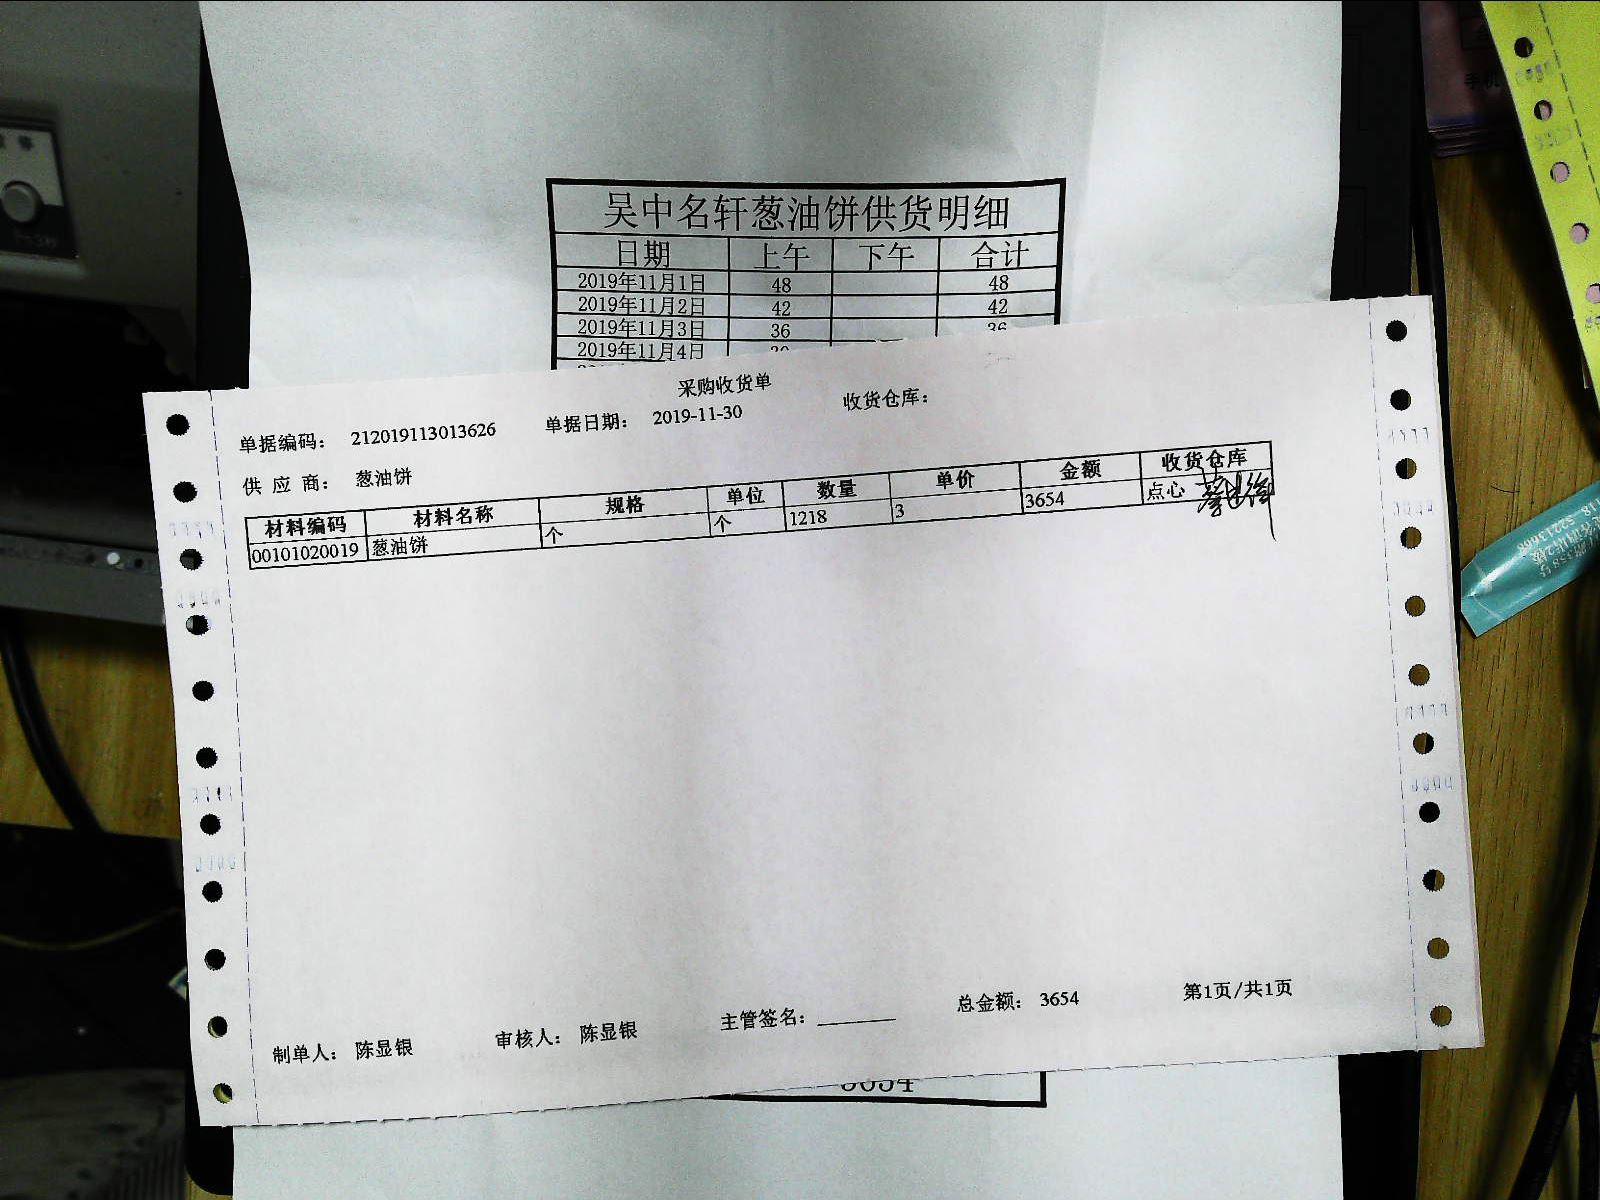 吴中名轩葱油饼供货明细
日期 上午 下午 合计
2019年11月1日 48 48
2019年11月2日 42 42
2019年11月3日 36 36
2019年11月4日
采购收货单
单据编码： 212019113013626 单据日期： 2019-11-30 收货仓库：
供 应 商： 葱油饼
材料编码 材料名称 规格 单位 数量 单价 金额 收货仓库
00101020019 葱油饼 个 个 1218 3 3654 点心
制单人： 陈显银 审核人： 陈显银 主管签名：________ 总金额： 3654 第1页/共1页
3654